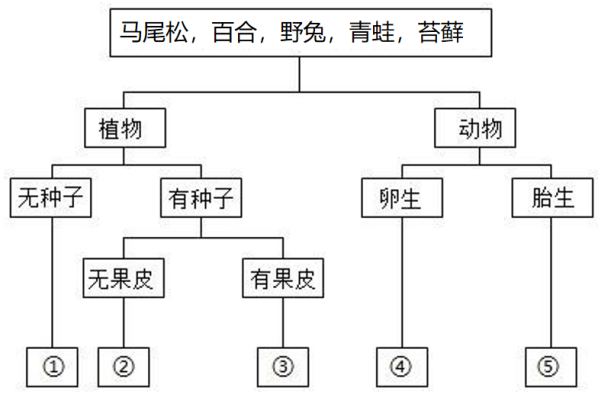 马尾松，百合，野兔，青蛙，苔藓
植物 动物
无种子 有种子 卵生 胎生
无果皮 有果皮
① ② ③ ④ ⑤